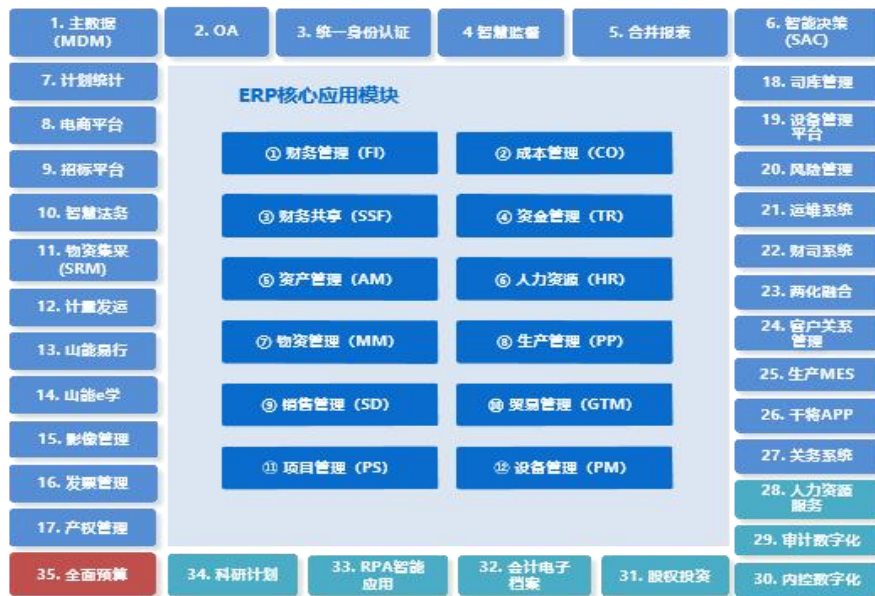 1. 主数据
(MDM)
2. OA
3. 统一身份认证
4 智慧监督
5. 合并报表
6. 智能决策
(SAC)
7. 计划统计
8. 电商平台
9. 招标平台
10. 智慧法务
11. 物资集采
(SRM)
12. 计量发运
13. 山能易行
14. 山能e学
15. 影像管理
16. 发票管理
17. 产权管理
ERP核心应用模块
① 财务管理（FI）
② 成本管理（CO）
③ 财务共享（SSF）
④ 资金管理（TR）
⑤ 资产管理（AM）
⑥ 人力资源（HR）
⑦ 物资管理（MM）
⑧ 生产管理（PP）
⑨ 销售管理（SD）
⑩ 贸易管理（GTM）
⑪ 项目管理（PS）
⑫ 设备管理（PM）
18. 司库管理
19. 设备管理
平台
20. 风险管理
21. 运维系统
22. 财司系统
23. 两化融合
24. 客户关系
管理
25. 生产MES
26. 干将APP
27. 关务系统
28. 人力资源
服务
29. 审计数字化
30. 内控数字化
35. 全面预算
34. 科研计划
33. RPA智能
应用
32. 会计电子
档案
31. 股权投资